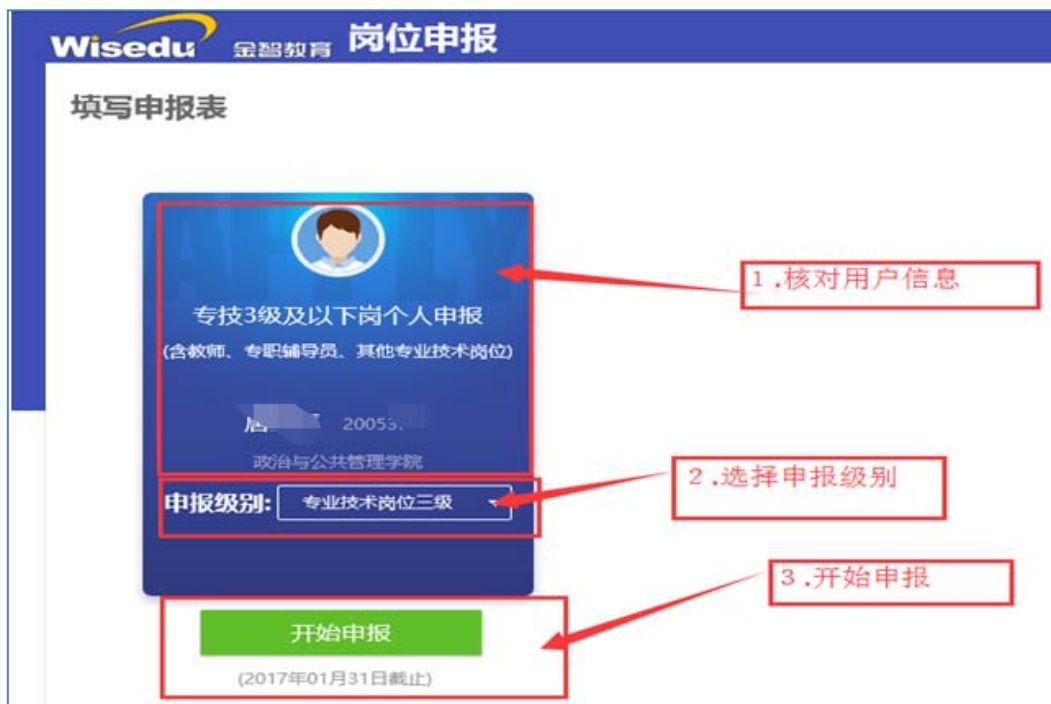 Wisedu 金智教育 岗位申报
填写申报表
专技3级及以下岗个人申报
(含教师、专职辅导员、其他专业技术岗位)
20053
政治与公共管理学院
申报级别: 专业技术岗位三级
开始申报
(2017年01月31日截止)
1.核对用户信息
2.选择申报级别
3.开始申报